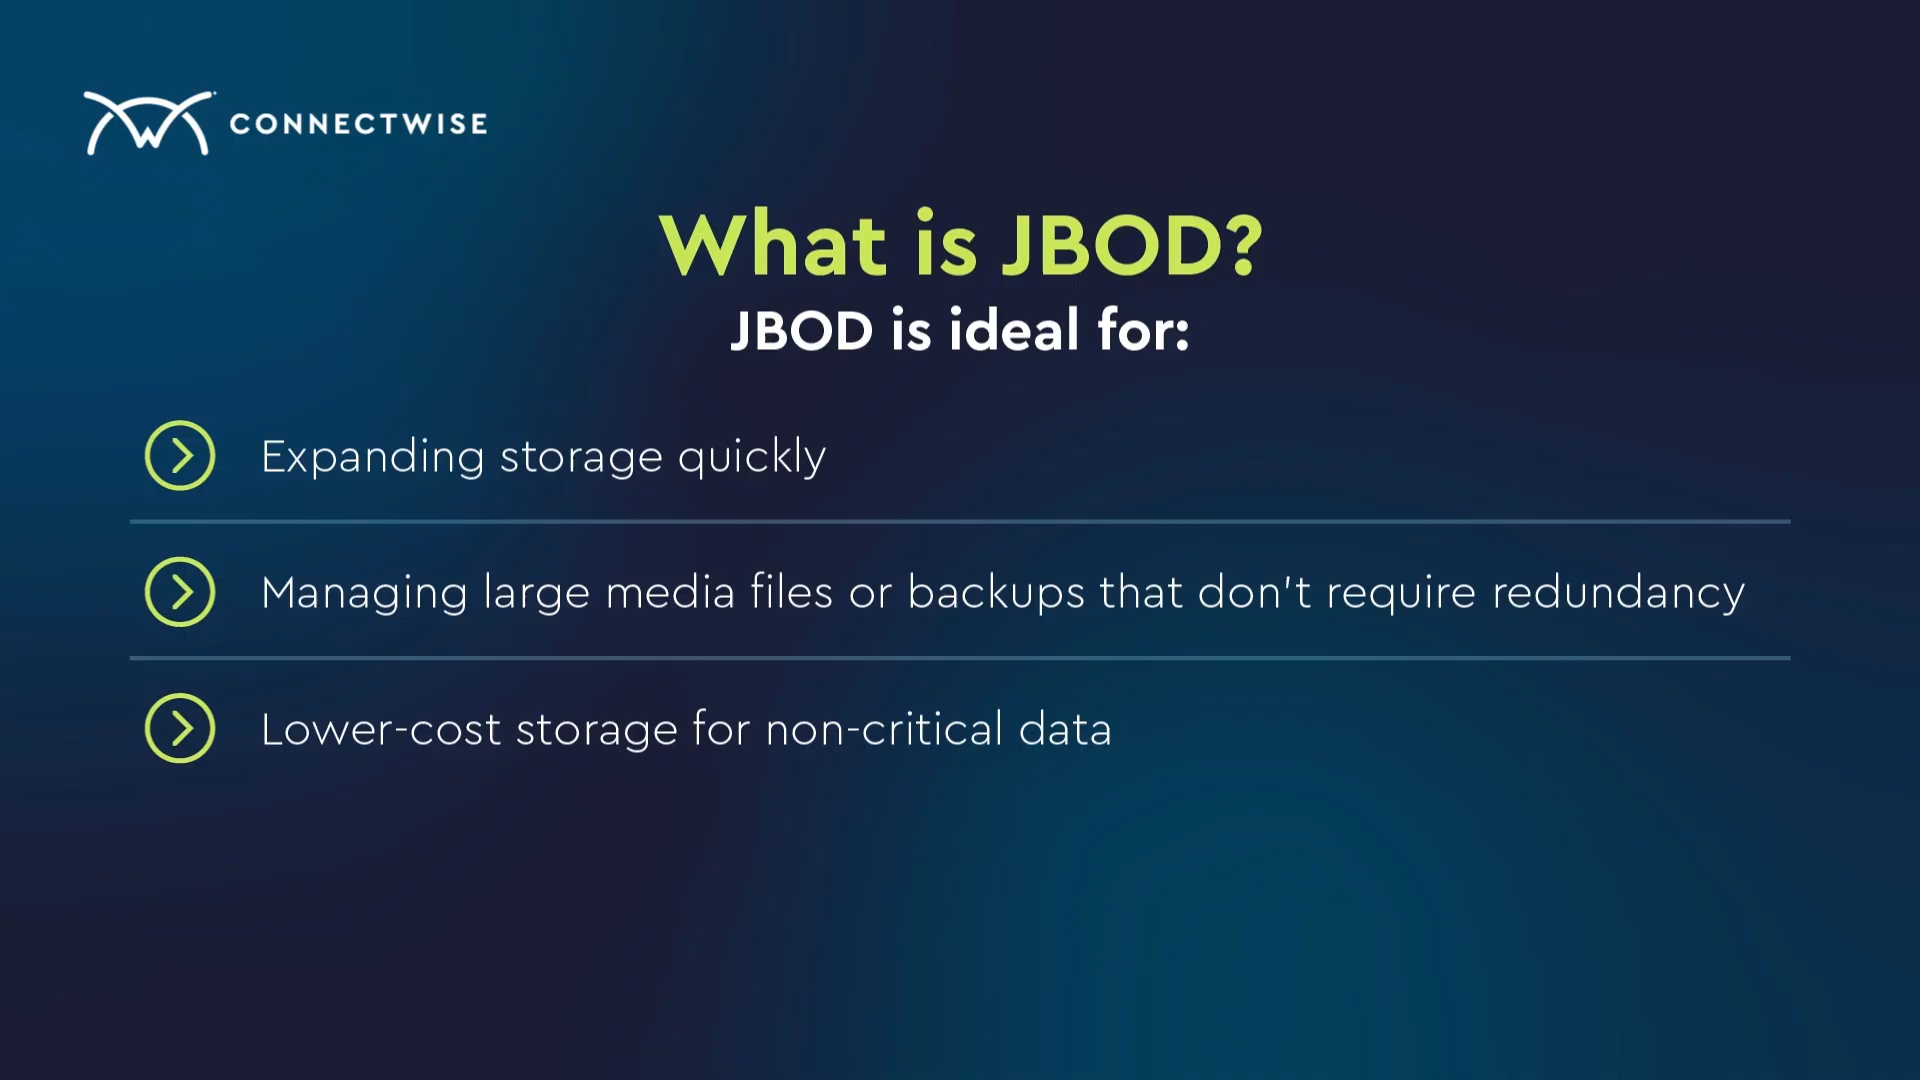 CONNECTWISE
What is JBOD?
JBOD is ideal for:
Expanding storage quickly
Managing large media files or backups that don't require redundancy
Lower-cost storage for non-critical data